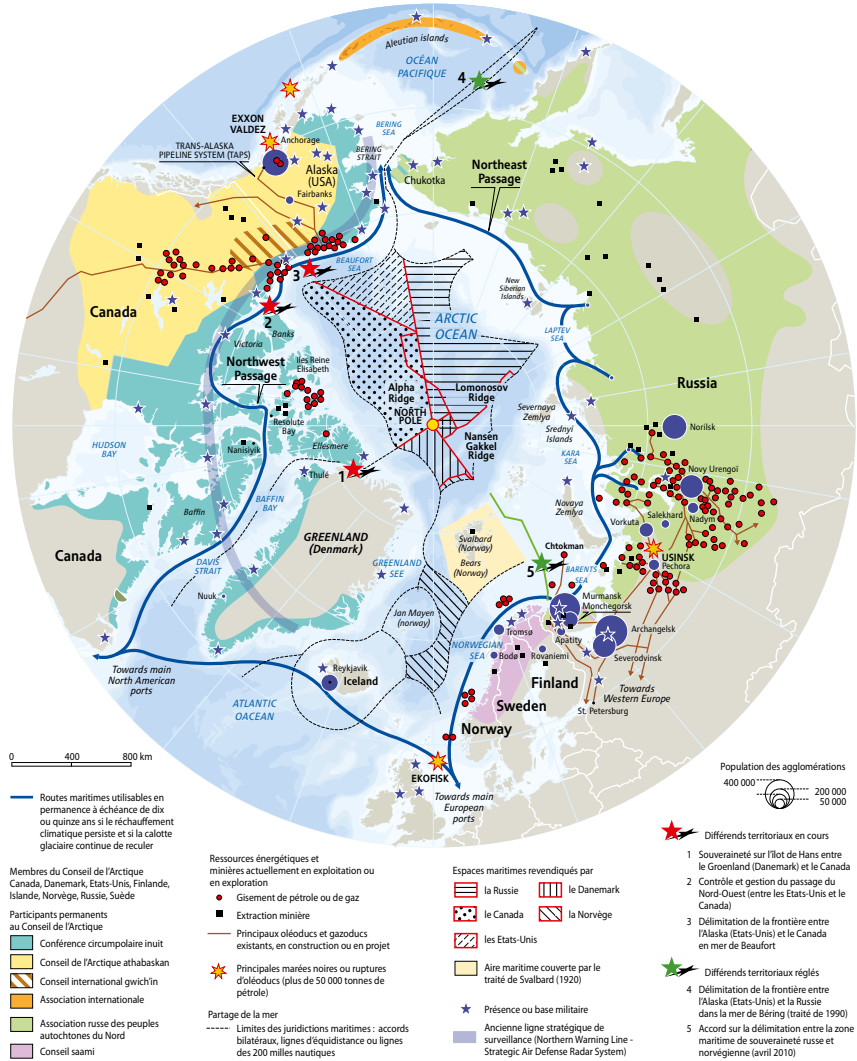 Aleutian islands
OCÉAN
PACIFIQUE
4
EXXON
VALDEZ
Anchorage
TRANS-ALASKA
PIPELINE SYSTEM (TAPS)
Alaska
(USA)
Fairbanks
BERING
SEA
BERING
STRAIT
Chukotka
Northeast
Passage
BEAUFORT
SEA
3
2
Canada
Banks
Victoria
Northwest
Passage
Iles Reine
Elisabeth
Resolute
Bay
Nanisiyik
Ellesmere
Thulé
1
HUDSON
BAY
BAFFIN
BAY
Baffin
Canada
DAVIS
STRAIT
Nuuk
GREENLAND
(Denmark)
GREENLAND
SEE
ARCTIC
OCEAN
Alpha
Ridge
NORTH
POLE
Lomonosov
Ridge
Nansen
Gakkel
Ridge
New
Siberian
Islands
LAPTEV
SEA
Severnaya
Zemlya
Srednyi
Islands
KARA
SEA
Novaya
Zemlya
Russia
Norilsk
Novy Urengoï
Salekhard
Nadym
Vorkuta
USINSK
Pechora
Svalbard
(Norway)
Bears
(Norway)
Chtokman
5
BARENTS
SEA
Murmansk
Monchegorsk
Archangelsk
Apatity
Severodvinsk
Jan Mayen
(norway)
NORWEGIAN
SEA
Tromsø
Bodø
Rovaniemi
Finland
Sweden
Norway
St. Petersburg
Towards
Western Europe
Reykjavik
Iceland
Towards main
North American
ports
ATLANTIC
OACEAN
EKOFISK
Towards main
European
ports
0 400 800 km
Routes maritimes utilisables en
permanence à échéance de dix
ou quinze ans si le réchauffement
climatique persiste et si la calotte
glaciaire continue de reculer
Membres du Conseil de l'Arctique
Canada, Danemark, Etats-Unis, Finlande,
Islande, Norvège, Russie, Suède
Participants permanents
au Conseil de l'Arctique
Conférence circumpolaire inuit
Conseil de l'Arctique athabaskan
Conseil international gwich'in
Association internationale
Association russe des peuples
autochtones du Nord
Conseil saami
Ressources énergétiques et
minières actuellement en exploitation ou
en exploration
Gisement de pétrole ou de gaz
Extraction minière
Principaux oléoducs et gazoducs
existants, en construction ou en projet
Principales marées noires ou ruptures
d'oléoducs (plus de 50 000 tonnes de
pétrole)
Partage de la mer
Limites des juridictions maritimes : accords
bilatéraux, lignes d'équidistance ou lignes
des 200 milles nautiques
Espaces maritimes revendiqués par
la Russie
le Danemark
le Canada
la Norvège
les Etats-Unis
Aire maritime couverte par le
traité de Svalbard (1920)
Présence ou base militaire
Ancienne ligne stratégique de
surveillance (Northern Warning Line -
Strategic Air Defense Radar System)
Population des agglomérations
400 000
200 000
50 000
Différends territoriaux en cours
1 Souveraineté sur l'îlot de Hans entre
le Groenland (Danemark) et le Canada
2 Contrôle et gestion du passage du
Nord-Ouest (entre les Etats-Unis et le
Canada)
3 Délimitation de la frontière entre
l'Alaska (Etats-Unis) et le Canada
en mer de Beaufort
Différends territoriaux réglés
4 Délimitation de la frontière entre
l'Alaska (Etats-Unis) et la Russie
dans la mer de Béring (traité de 1990)
5 Accord sur la délimitation entre la zone
maritime de souveraineté russe et
norvégienne (avril 2010)